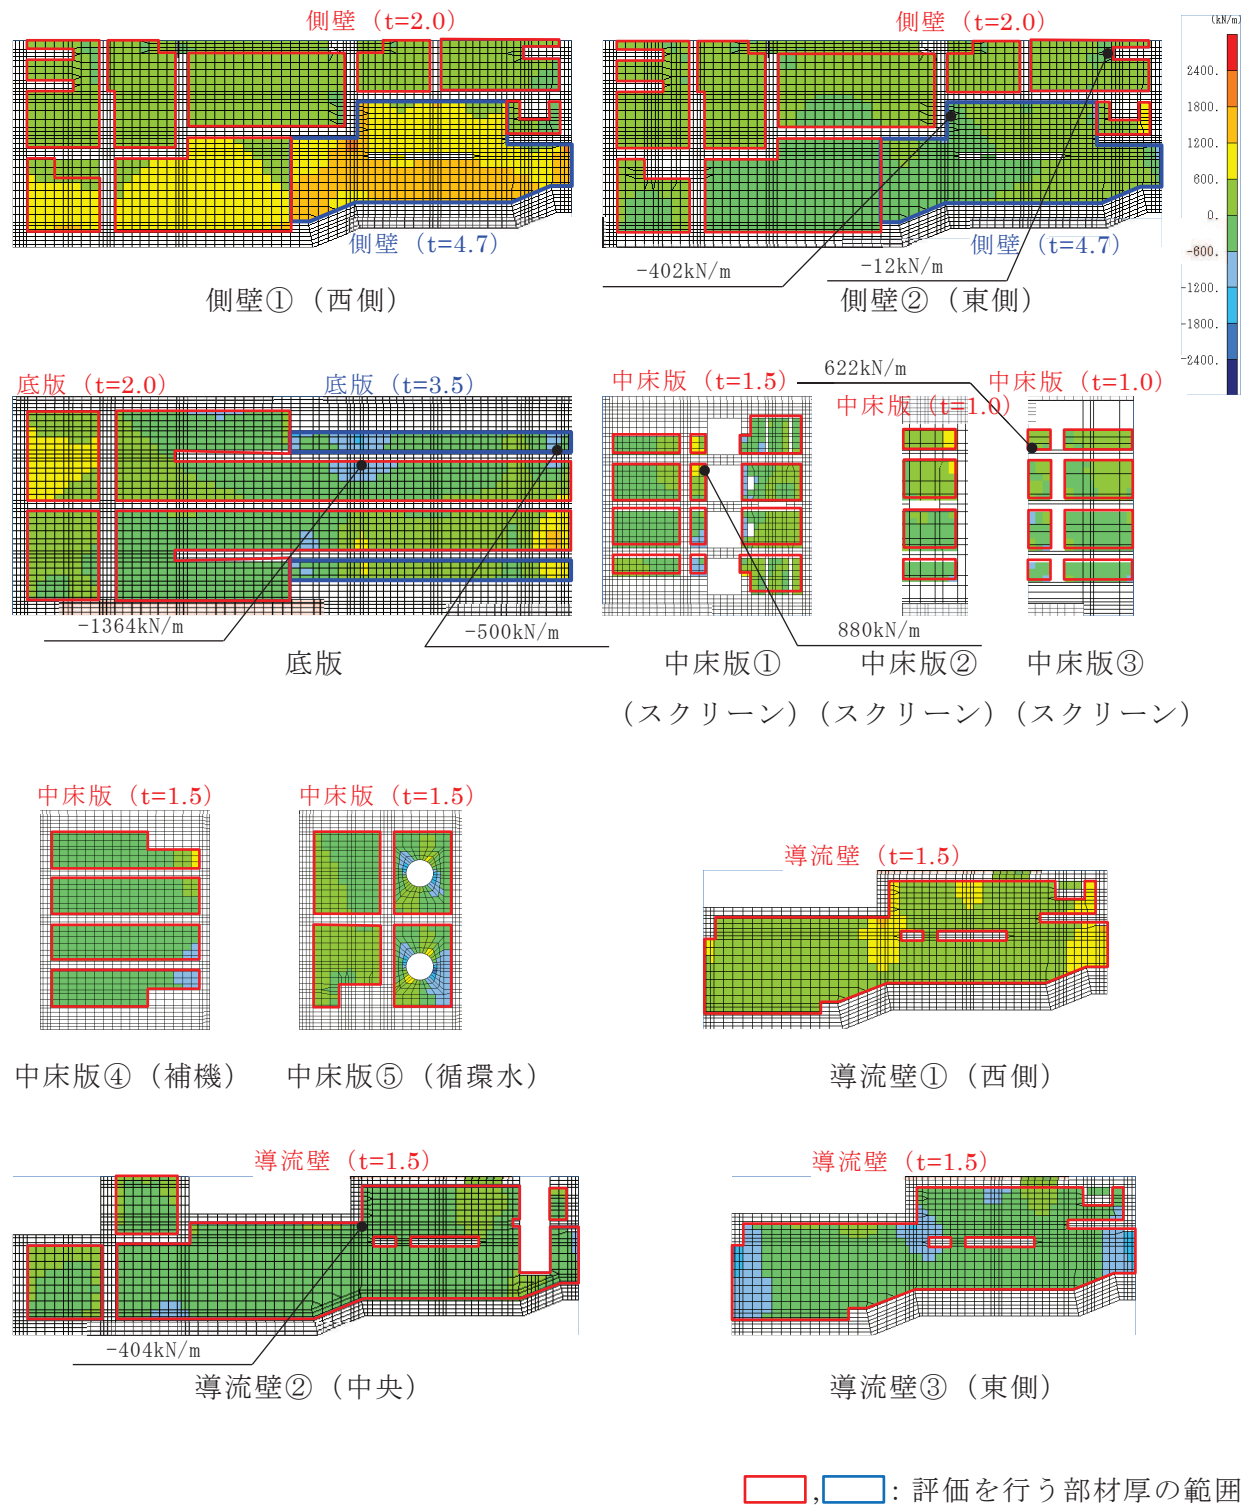 側壁（t=2.0）
側壁（t=2.0）
(kN/m)
2400.
1800.
1200.
600.
0.
-600.
-1200.
-1800.
-2400.
側壁（t=4.7）
側壁（t=4.7）
-402kN/m
-12kN/m
側壁①（西側）
側壁②（東側）
底版（t=2.0）
底版（t=3.5）
中床版（t=1.5）
622kN/m
中床版（t=1.0）
中床版（t=1.0）
-1364kN/m
-500kN/m
880kN/m
底版
中床版①
中床版②
中床版③
（スクリーン）
（スクリーン）
（スクリーン）
中床版（t=1.5）
中床版（t=1.5）
導流壁（t=1.5）
中床版④（補機）
中床版⑤（循環水）
導流壁①（西側）
導流壁（t=1.5）
導流壁（t=1.5）
-404kN/m
導流壁②（中央）
導流壁③（東側）
,　：評価を行う部材厚の範囲